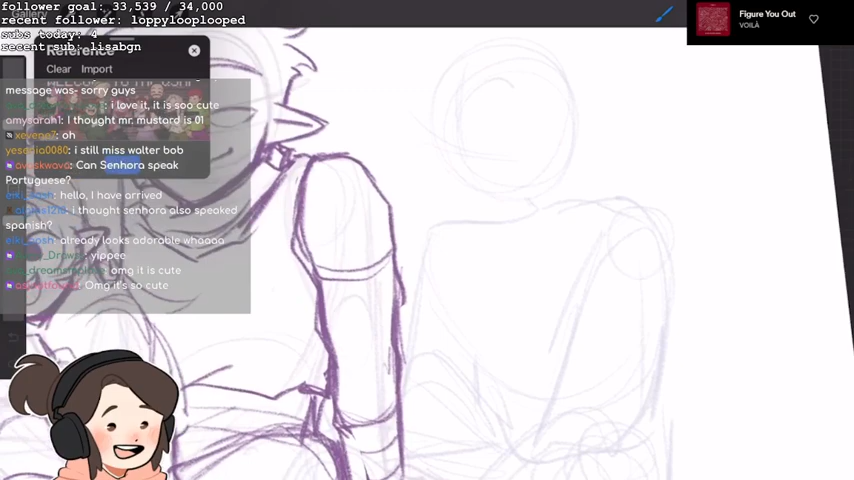 follower goal: 33,539 / 34,000
recent follower: loppylooplooped
subs today: 4
recent sub: lisabgn
Gallery
Reference
Clear Import
Figure You Out
VOILÀ
message was- sorry guys
i love it, it is soo cute
amysarah1: I thought mr. mustard is 01
xevene7: oh
yesenia0080: i still miss walter bob
Can Senhora speak
Portuguese?
hello, I have arrived
i thought senhora also speaked
spanish?
already looks adorable whaaaa
yippee
omg it is cute
Omg it's so cute